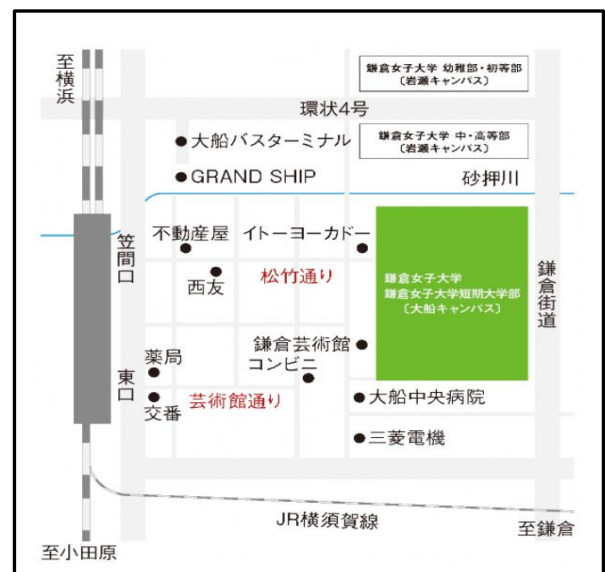 至横浜
鎌倉女子大学 幼稚部・初等部
(岩瀬キャンパス)
環状4号
大船バスターミナル
鎌倉女子大学 中・高等部
(岩瀬キャンパス)
GRAND SHIP
砂押川
笠間口
不動産屋
イトーヨーカドー
西友
松竹通り
鎌倉女子大学
鎌倉女子大学短期大学部
(大船キャンパス)
鎌倉街道
鎌倉芸術館
コンビニ
薬局
東口
交番
芸術館通り
大船中央病院
三菱電機
JR横須賀線
至鎌倉
至小田原